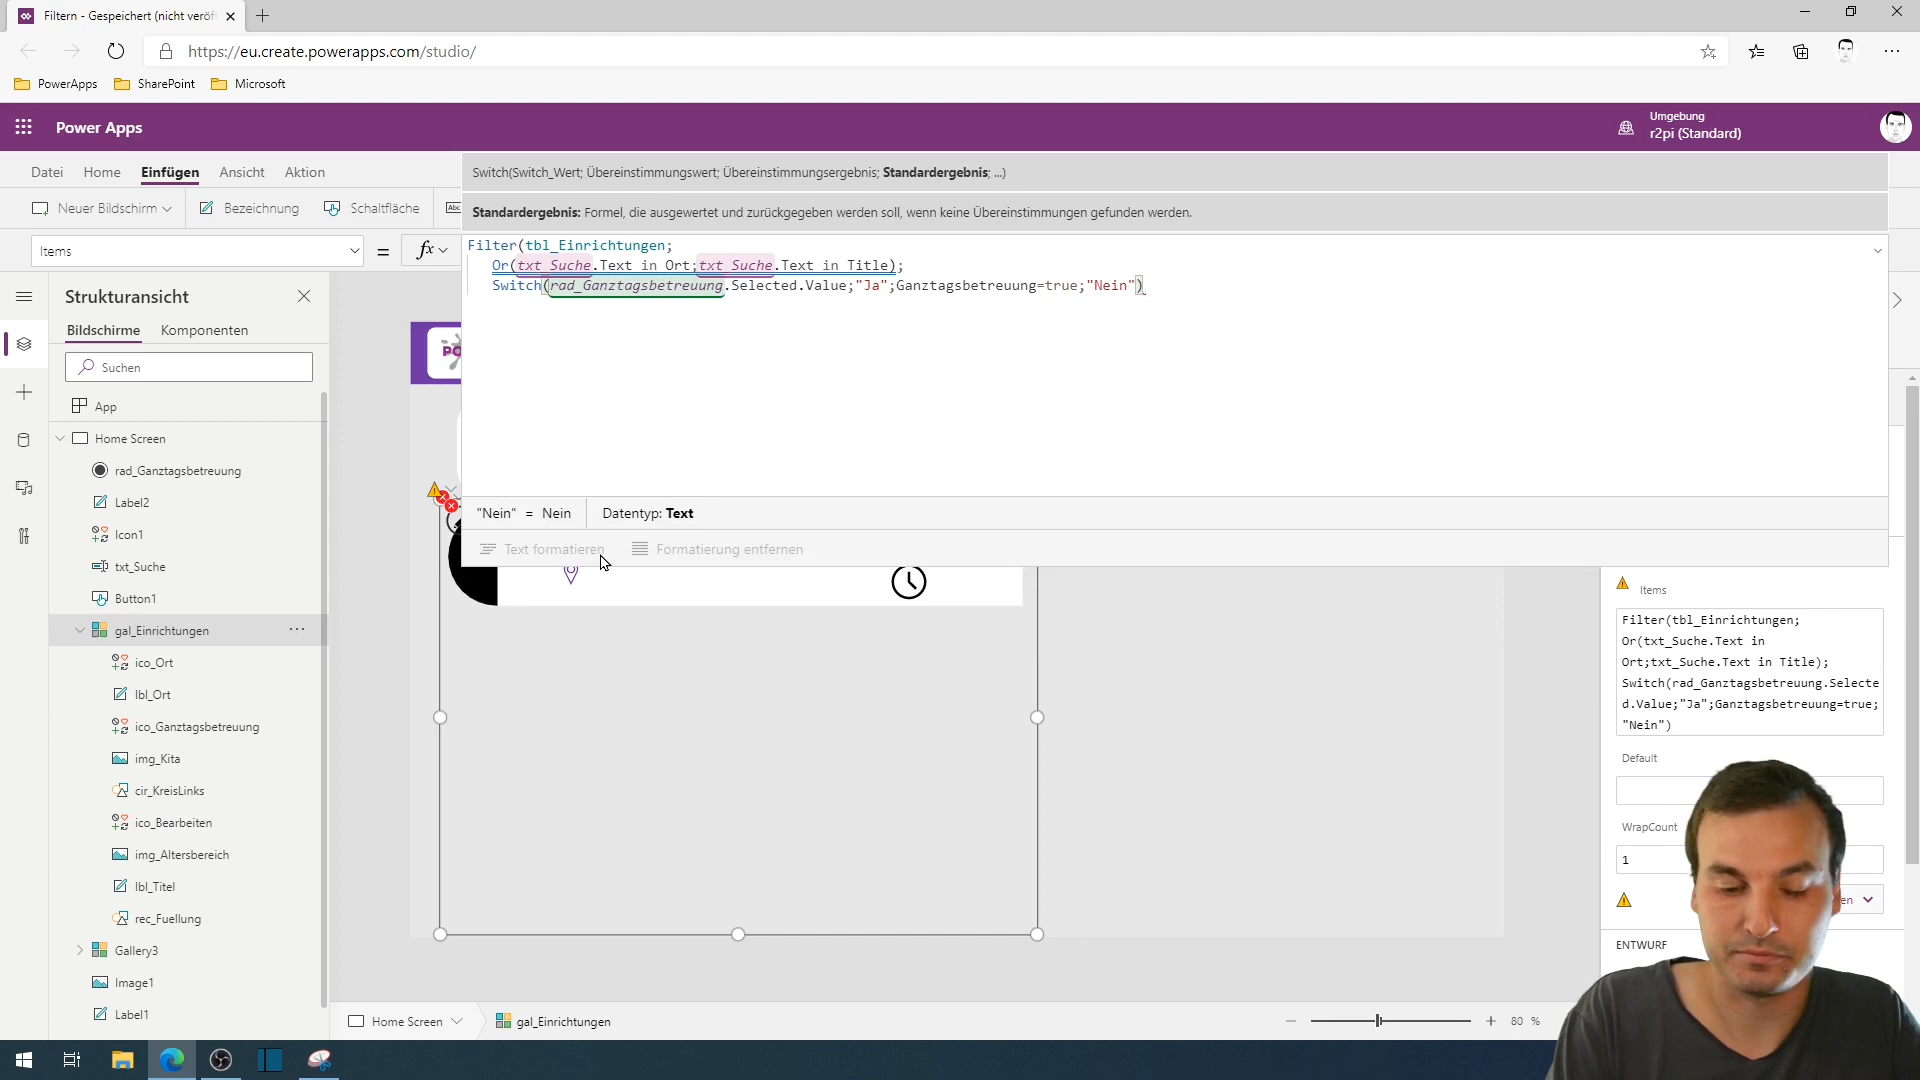 Filtern - Gespeichert (nicht veröf
https://eu.create.powerapps.com/studio/
PowerApps
SharePoint
Microsoft
Power Apps
Umgebung
r2pi (Standard)
Datei
Home
Einfügen
Ansicht
Aktion
Switch(Switch_Wert; Übereinstimmungswert; Übereinstimmungsergebnis; Standardergebnis; ...)
Neuer Bildschirm
Bezeichnung
Schaltfläche
Abc
Standardergebnis: Formel, die ausgewertet und zurückgegeben werden soll, wenn keine Übereinstimmungen gefunden werden.
Items
=
fx
Filter(tbl_Einrichtungen;
Or(txt_Suche.Text in Ort;txt_Suche.Text in Title);
Switch(rad_Ganztagsbetreuung.Selected.Value;"Ja";Ganztagsbetreuung=true;"Nein")
Strukturansicht
Bildschirme
Komponenten
Suchen
App
Home Screen
rad_Ganztagsbetreuung
Label2
Icon1
txt_Suche
Button1
gal_Einrichtungen
ico_Ort
lbl_Ort
ico_Ganztagsbetreuung
img_Kita
cir_KreisLinks
ico_Bearbeiten
img_Altersbereich
lbl_Titel
rec_Fuellung
Gallery3
Image1
Label1
PO
"Nein" = Nein
Datentyp: Text
Text formatieren
Formatierung entfernen
Items
Filter(tbl_Einrichtungen;
Or(txt_Suche.Text in
Ort;txt_Suche.Text in Title);
Switch(rad_Ganztagsbetreuung.Selecte
d.Value;"Ja";Ganztagsbetreuung=true;
"Nein")
Default
WrapCount
1
en
ENTWURF
Home Screen
gal_Einrichtungen
80 %